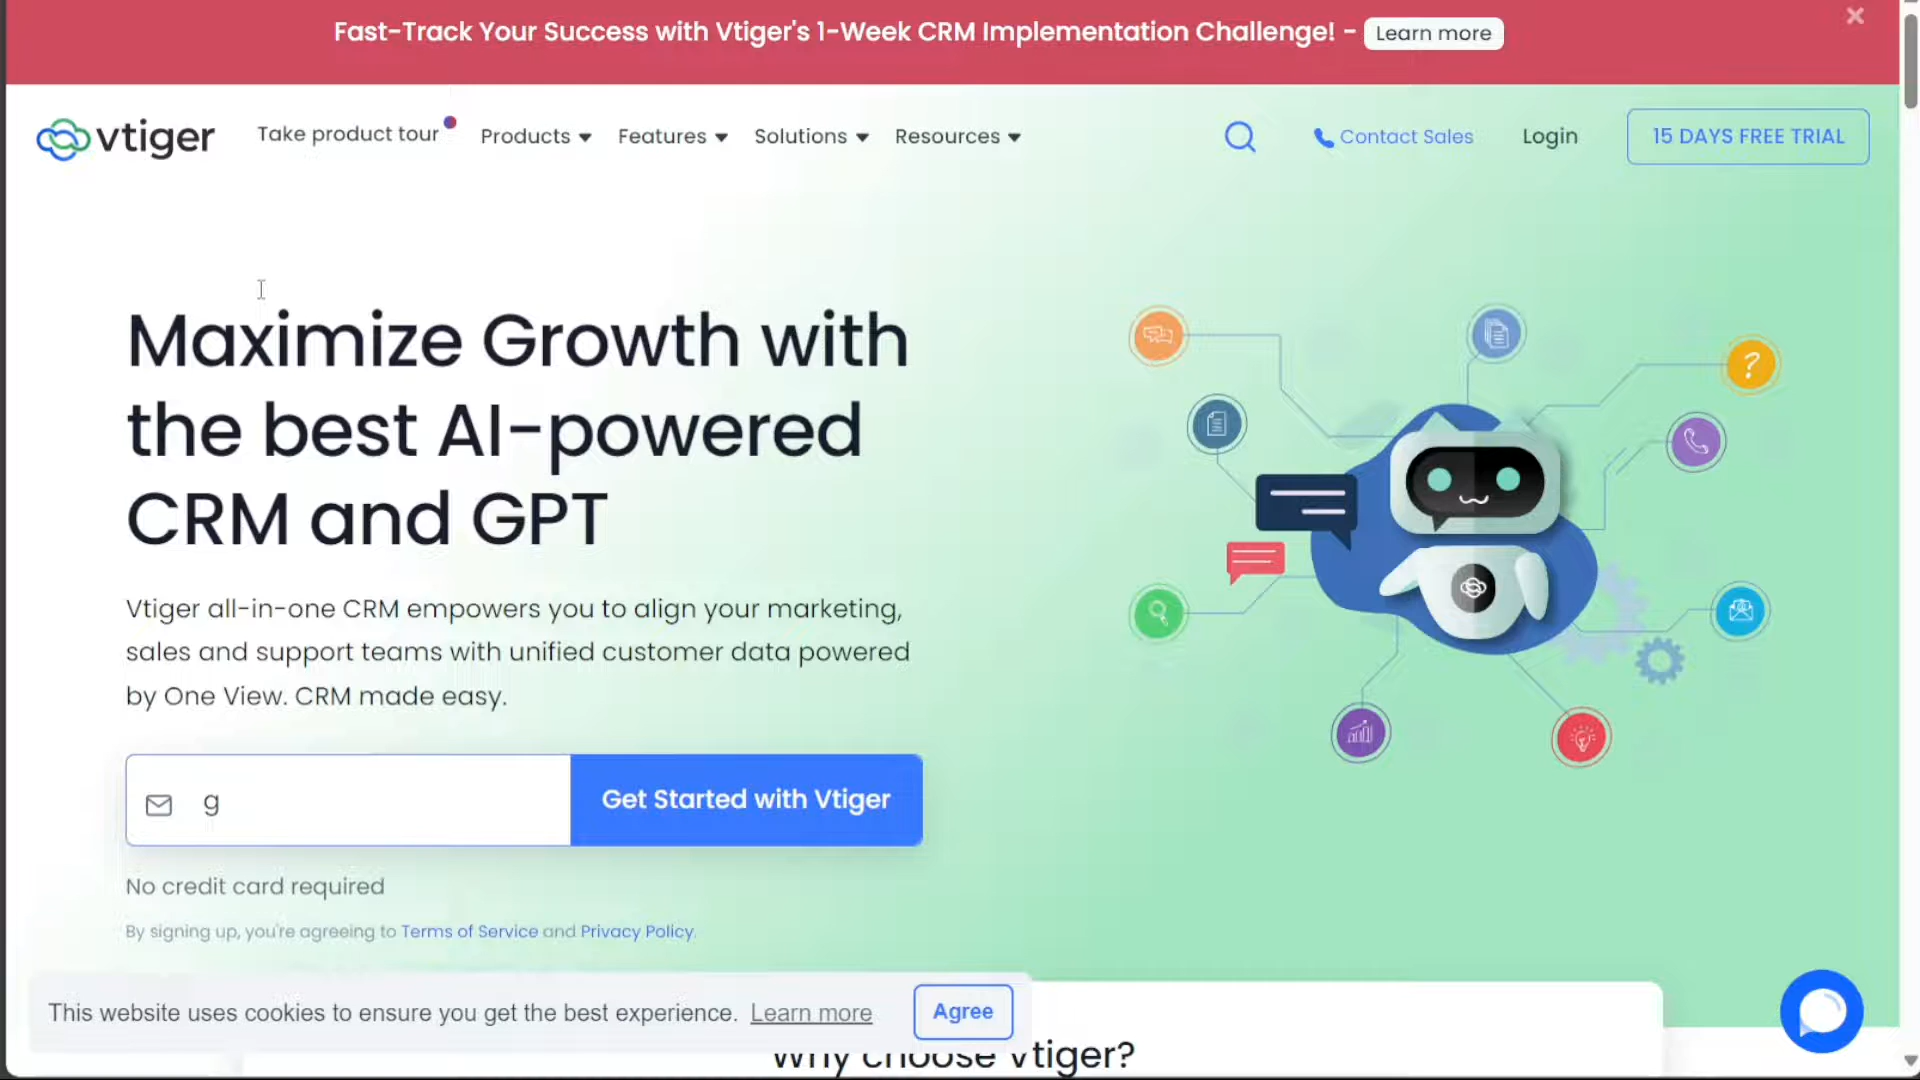 Fast-Track Your Success with Vtiger's 1-Week CRM Implementation Challenge! - Learn more
vtiger Take product tour Products Features Solutions Resources Contact Sales Login 15 DAYS FREE TRIAL
Maximize Growth with
the best AI-powered
CRM and GPT
?
Vtiger all-in-one CRM empowers you to align your marketing,
sales and support teams with unified customer data powered
by One View. CRM made easy.
g Get Started with Vtiger
No credit card required
By signing up, you're agreeing to Terms of Service and Privacy Policy.
This website uses cookies to ensure you get the best experience. Learn more Agree
Why choose Vtiger?